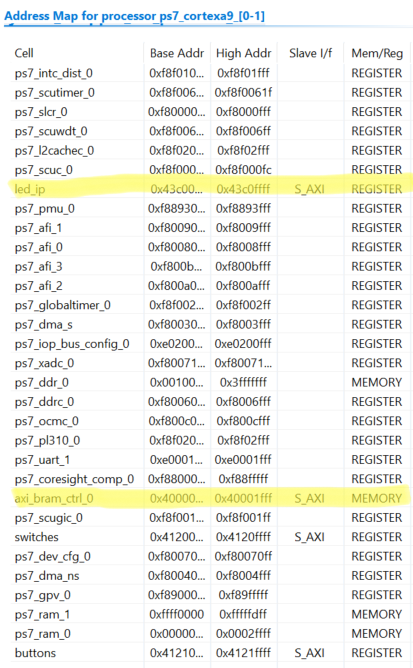 Address Map for processor_ps7_cortexa9_[0-1]
Cell Base Addr High Addr Slave I/f Mem/Reg
ps7_intc_dist_0 0xf8f010... 0xf8f01fff REGISTER
ps7_scutimer_0 0xf8f006... 0xf8f0061f REGISTER
ps7_slcr_0 0xf80000... 0xf8000fff REGISTER
ps7_scuwdt_0 0xf8f006... 0xf8f006ff REGISTER
ps7_l2cachec_0 0xf8f020... 0xf8f02fff REGISTER
ps7_scuc_0 0xf8f000... 0xf8f000fc REGISTER
led_ip 0x43c00... 0x43c0ffff S_AXI REGISTER
ps7_pmu_0 0xf88930... 0xf8893fff REGISTER
ps7_afi_1 0xf80090... 0xf8009fff REGISTER
ps7_afi_0 0xf80080... 0xf8008fff REGISTER
ps7_afi_3 0xf800b... 0xf800bfff REGISTER
ps7_afi_2 0xf800a0... 0xf800afff REGISTER
ps7_globaltimer_0 0xf8f002... 0xf8f002ff REGISTER
ps7_dma_s 0xf80030... 0xf8003fff REGISTER
ps7_iop_bus_config_0 0xe0200... 0xe0200fff REGISTER
ps7_xadc_0 0xf80071... 0xf80071... REGISTER
ps7_ddr_0 0x00100... 0x3fffffff MEMORY
ps7_ddrc_0 0xf80060... 0xf8006fff REGISTER
ps7_ocmc_0 0xf800c0... 0xf800cfff REGISTER
ps7_pl310_0 0xf8f020... 0xf8f02fff REGISTER
ps7_uart_1 0xe0001... 0xe0001fff REGISTER
ps7_coresight_comp_0 0xf88000... 0xf88fffff REGISTER
axi_bram_ctrl_0 0x40000... 0x40001fff S_AXI MEMORY
ps7_scugic_0 0xf8f001... 0xf8f001ff REGISTER
switches 0x41200... 0x4120ffff S_AXI REGISTER
ps7_dev_cfg_0 0xf80070... 0xf80070ff REGISTER
ps7_dma_ns 0xf80040... 0xf8004fff REGISTER
ps7_gpv_0 0xf89000... 0xf89fffff REGISTER
ps7_ram_1 0xffff0000 0xfffffdff MEMORY
ps7_ram_0 0x00000... 0x0002ffff MEMORY
buttons 0x41210... 0x4121ffff S_AXI REGISTER